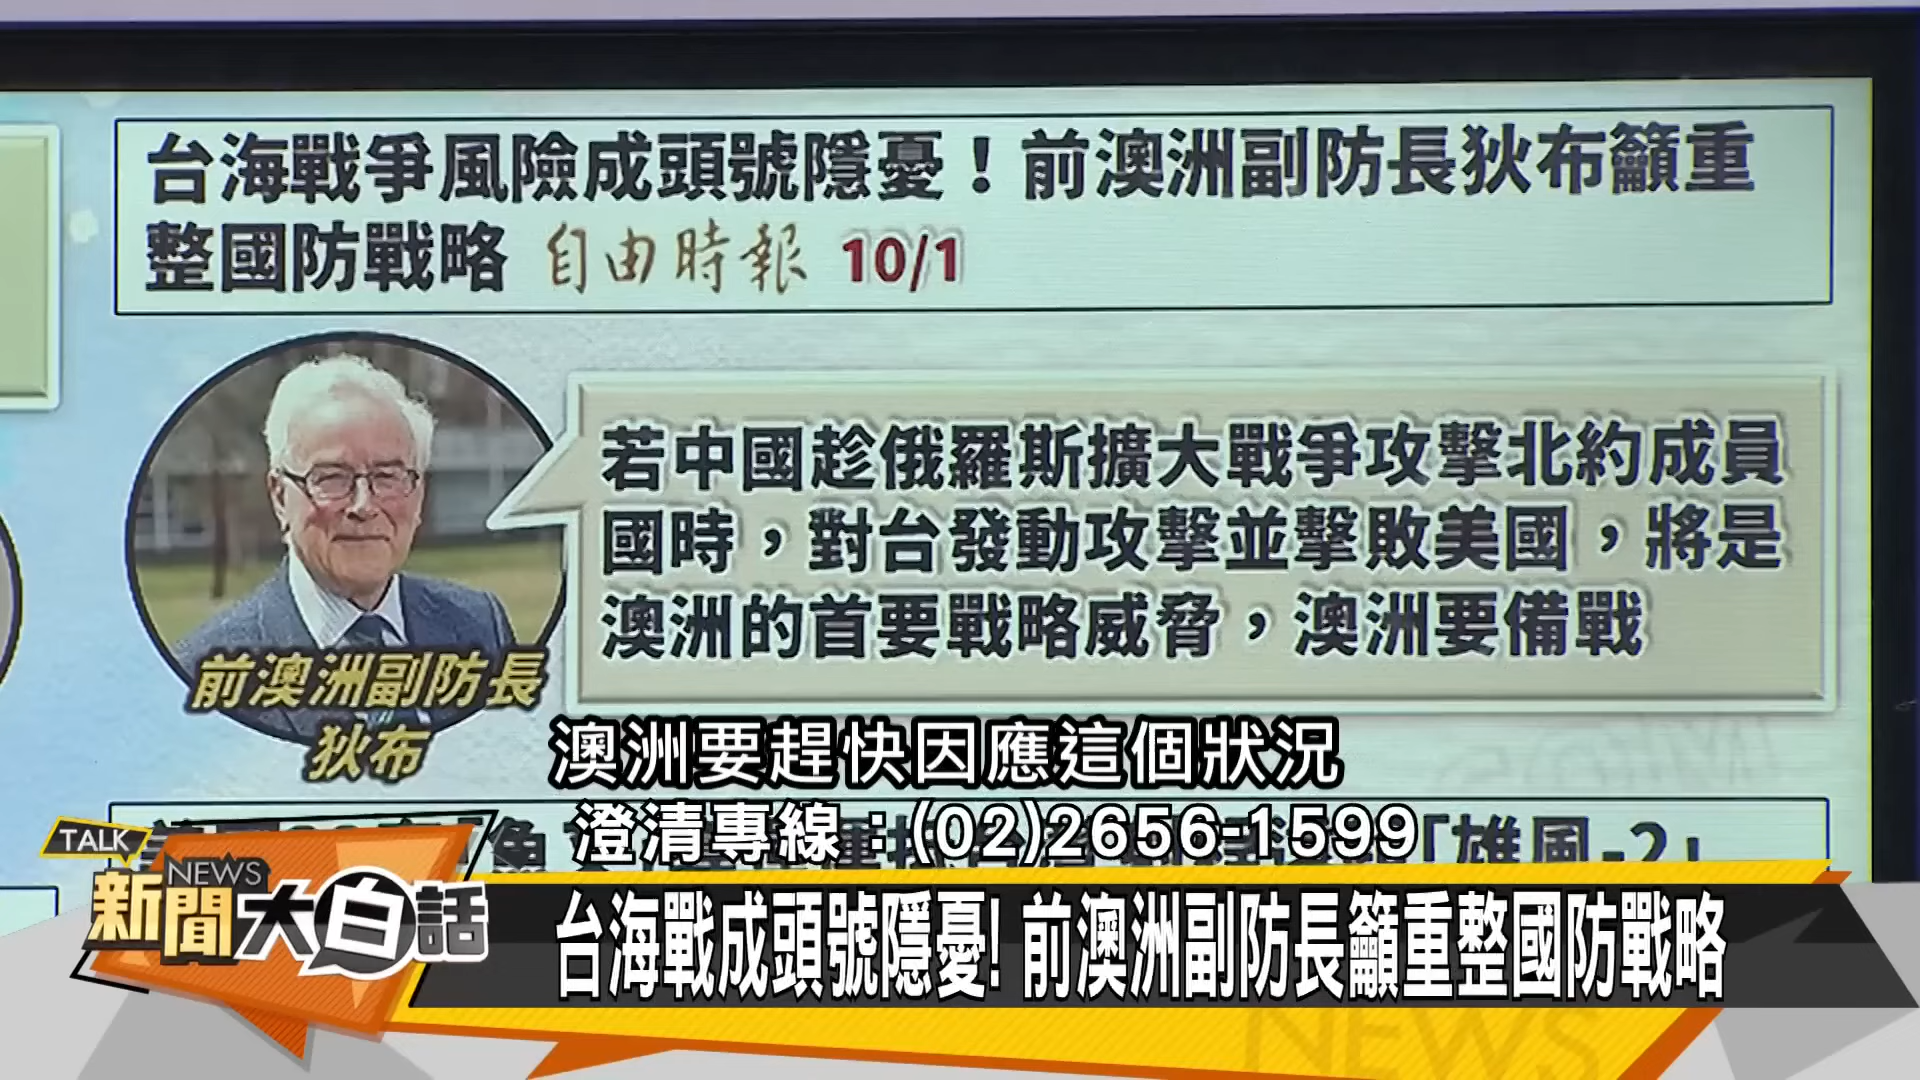 台海戰爭風險成頭號隱憂！前澳洲副防長狄布籲重
整國防戰略 自由時報 10/1
若中國趁俄羅斯擴大戰爭攻擊北約成員
國時，對台發動攻擊並擊敗美國，將是
澳洲的首要戰略威脅，澳洲要備戰
前澳洲副防長
狄布
澳洲要趕快因應這個狀況
澄清專線：(02)2656-1599
「雄風-2」
TALK
NEWS
新聞大白話
台海戰成頭號隱憂! 前澳洲副防長籲重整國防戰略
NEWS